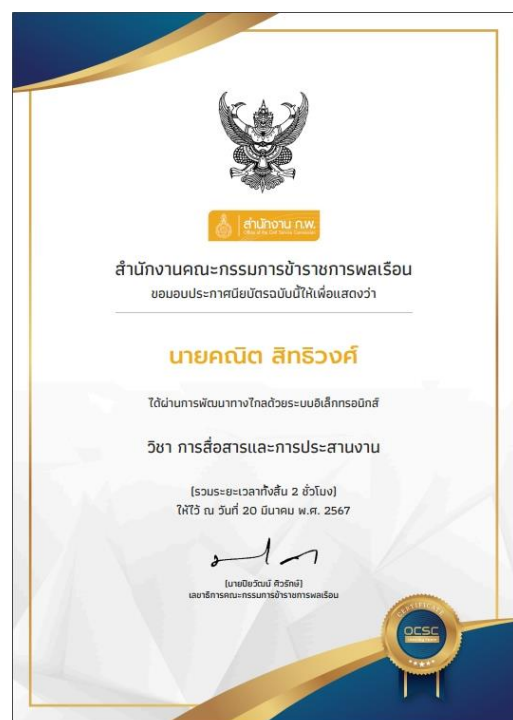 สำนักงาน ก.พ.
Office of the Civil Service Commission
สำนักงานคณะกรรมการข้าราชการพลเรือน
ขอมอบประกาศนียบัตรฉบับนี้ให้เพื่อแสดงว่า
นายคณิต สิทธิวงศ์
ได้ผ่านการพัฒนาทางไกลด้วยระบบอิเล็กทรอนิกส์
วิชา การสื่อสารและการประสานงาน
(รวมระยะเวลาทั้งสิ้น 2 ชั่วโมง)
ให้ไว้ ณ วันที่ 20 มีนาคม พ.ศ. 2567
(นายปิยวัฒน์ ศิวรักษ์)
เลขาธิการคณะกรรมการข้าราชการพลเรือน
CERTIFICATE
OCSC
Learning Space